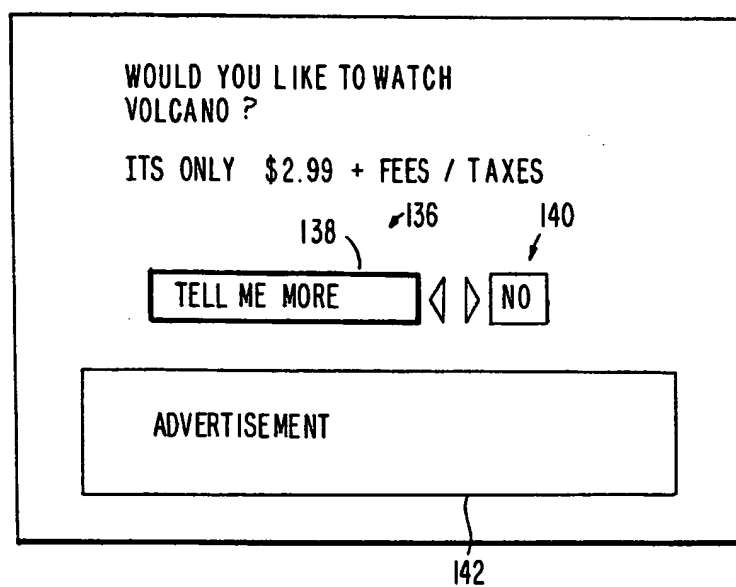 WOULD YOU LIKE TO WATCH
VOLCANO ?
ITS ONLY $2.99 + FEES / TAXES
138 136 140
TELL ME MORE NO
ADVERTISEMENT
142